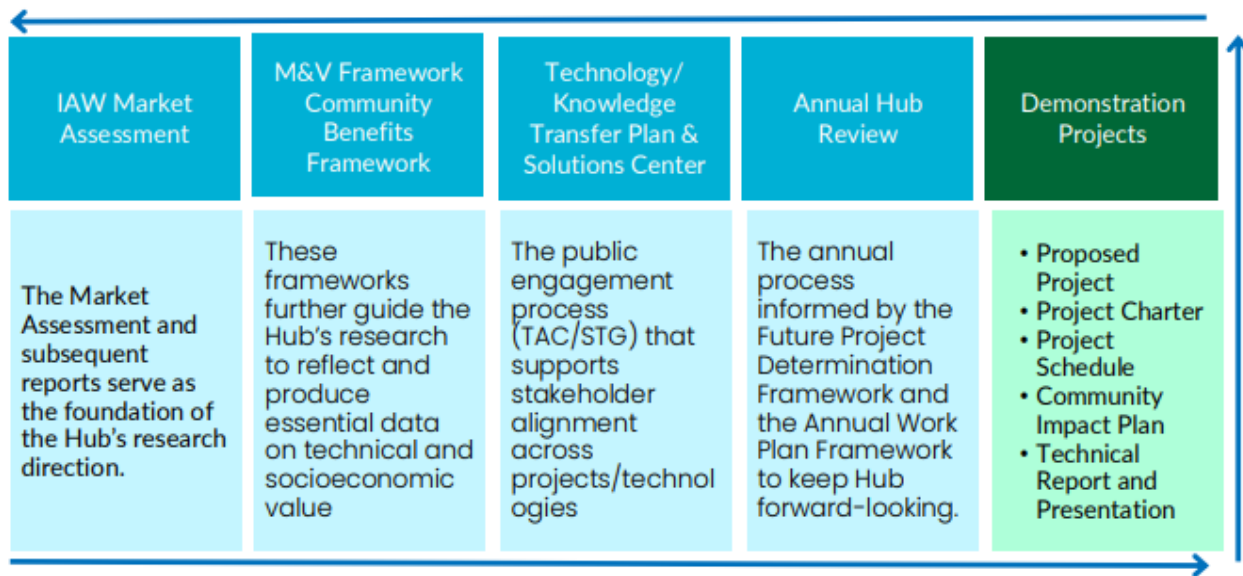 IAW Market
Assessment
M&V Framework
Community
Benefits
Framework
Technology/
Knowledge
Transfer Plan &
Solutions Center
Annual Hub
Review
Demonstration
Projects
The Market
Assessment and
subsequent
reports serve as
the foundation of
the Hub's research
direction.
These
frameworks
further guide the
Hub's research
to reflect and
produce
essential data
on technical and
socioeconomic
value
The public
engagement
process
(TAC/STG) that
supports
stakeholder
alignment
across
projects/technol
ogies
The annual
process
informed by the
Future Project
Determination
Framework and
the Annual Work
Plan Framework
to keep Hub
forward-looking.
• Proposed
Project
• Project Charter
• Project
Schedule
• Community
Impact Plan
• Technical
Report and
Presentation